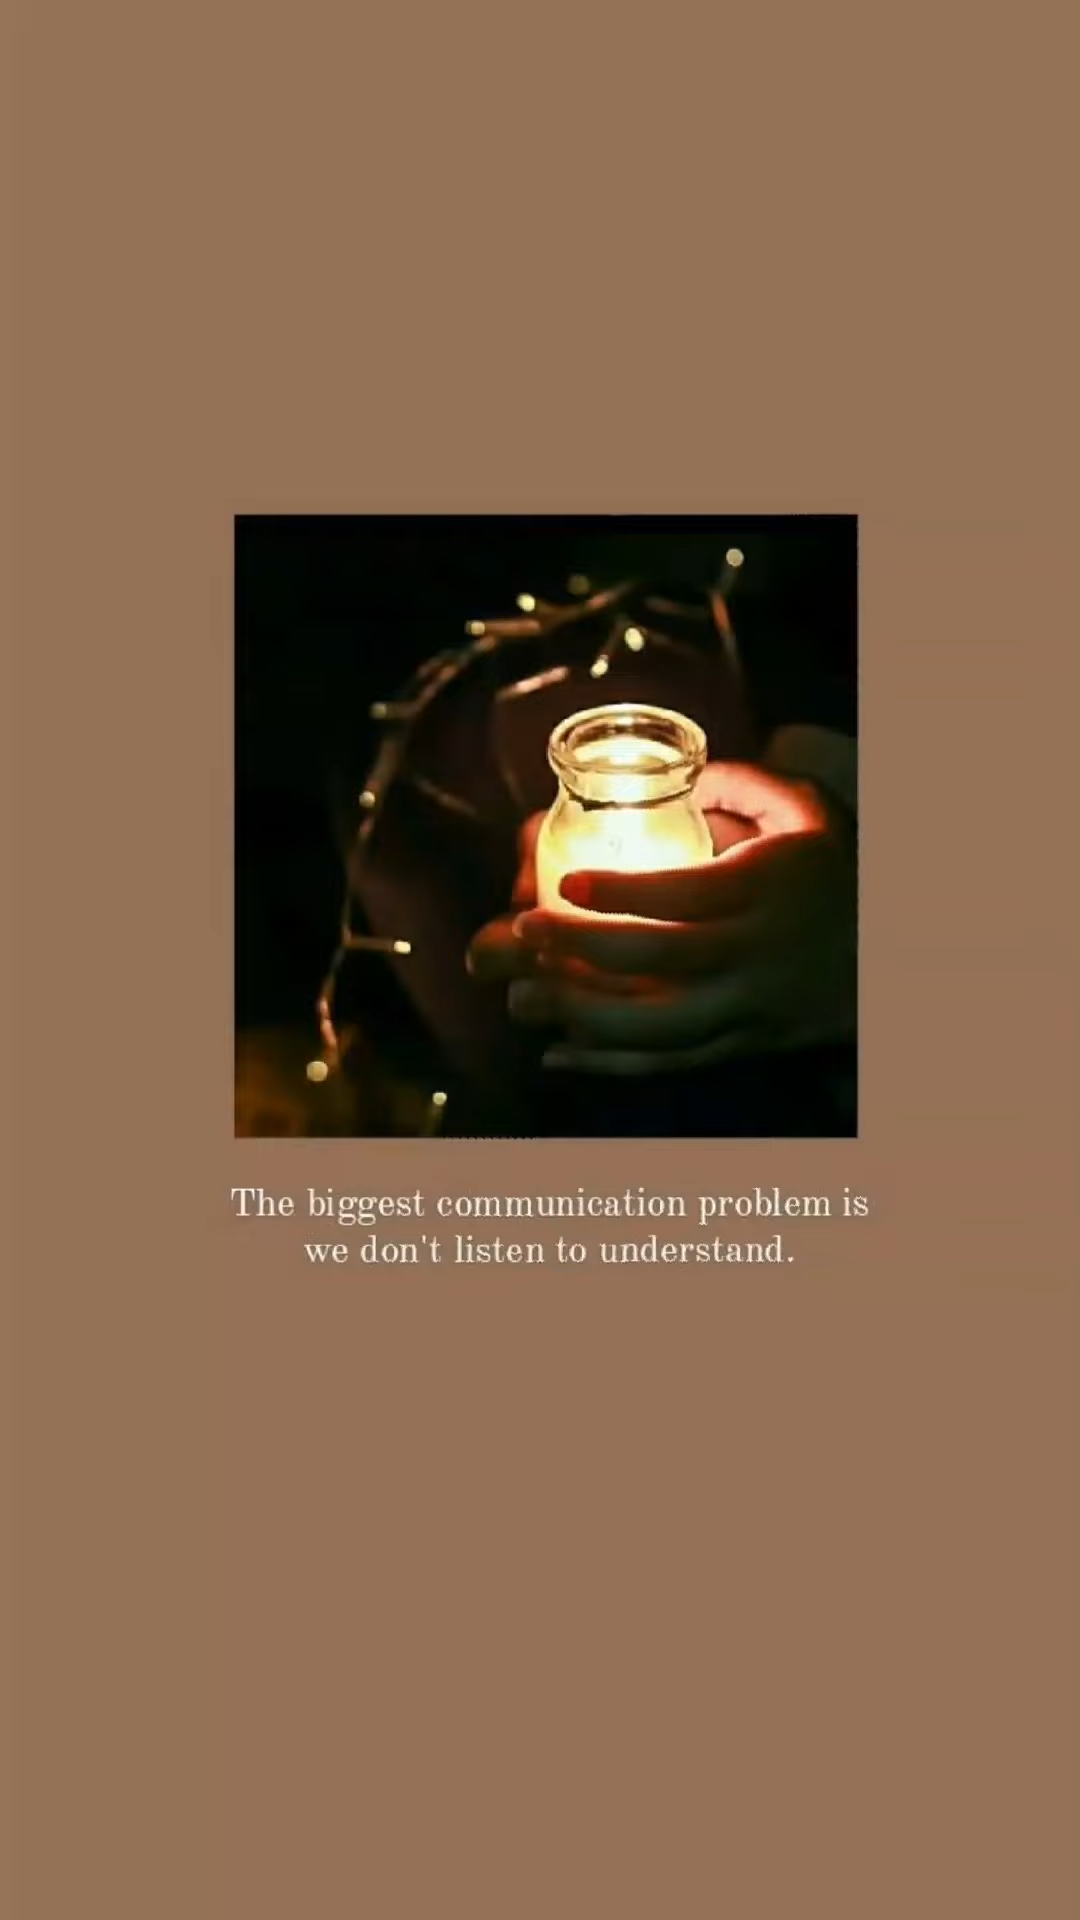 The biggest communication problem is
we don't listen to understand.